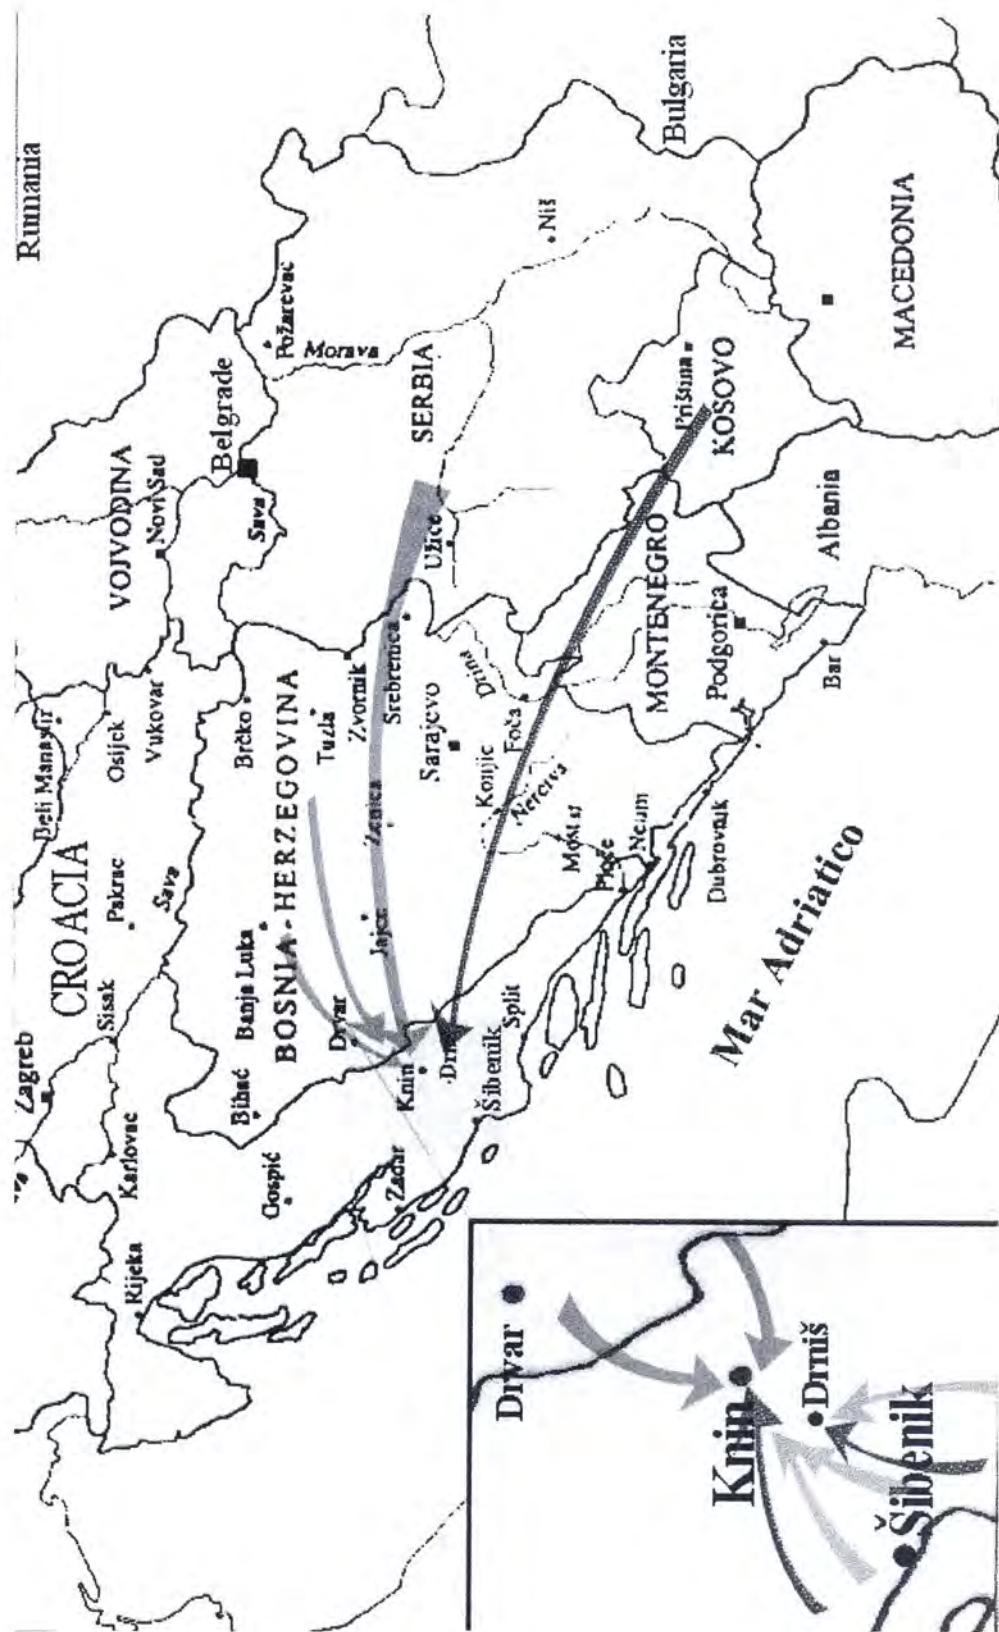 Rumania
Zagreb
CROACIA
Beli Manastir
VOJVODINA
Karlovac
Sisak
Pakrac
Osijek
Novi Sad
Rijeka
Sava
Vukovar
Belgrade
Bihać
Banja Luka
Brčko
Sava
Požarevac
Gospić
BOSNIA - HERZEGOVINA
Morava
Drvar
Tuzla
Zvornik
Jajce
Zenica
Srebrenica
Zadar
Knin
Sarajevo
Užice
SERBIA
Šibenik
Drina
Split
Konjic
Foča
Niš
Neretva
Mostar
Ploče
Neum
MONTENEGRO
Priština
Bulgaria
Dubrovnik
Podgorica
KOSOVO
Mar Adriatico
Bar
Albania
MACEDONIA
Drvar
Knin
Drniš
Šibenik